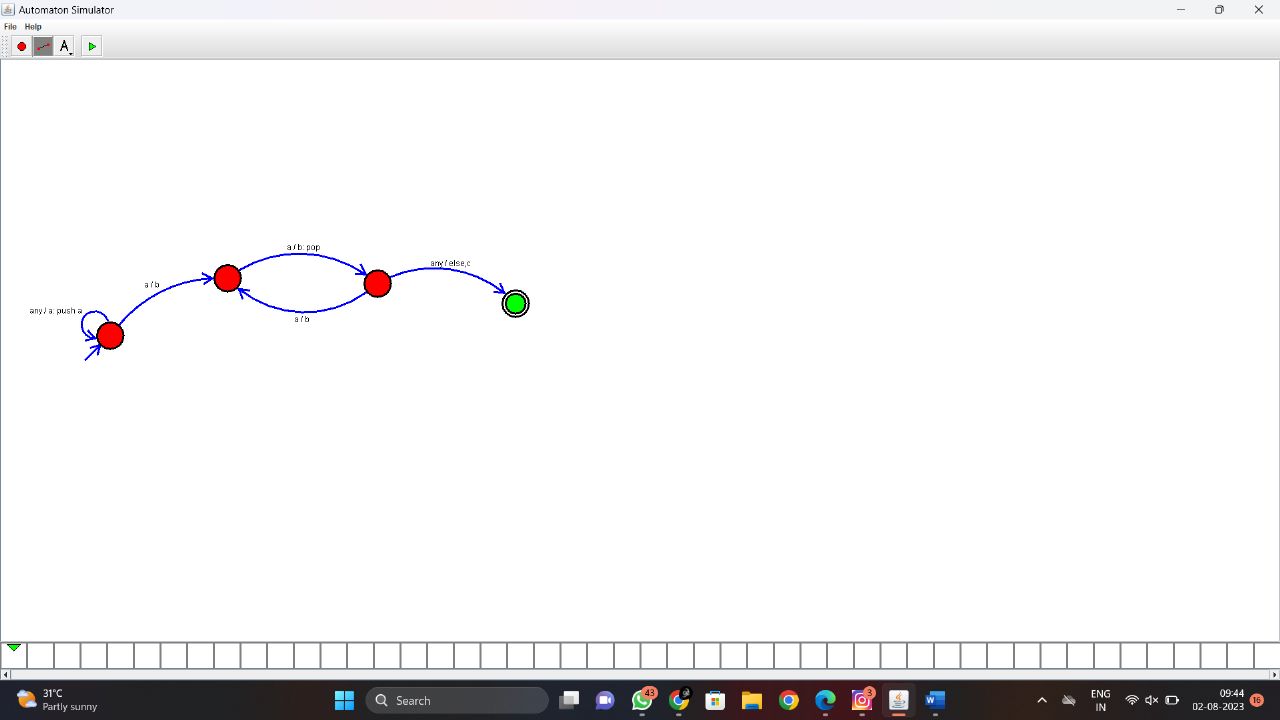 Automaton Simulator
File Help
A
a / b: pop
any / else,c
a / b
any / a: push a
a / b
31°C
Partly sunny
Search
43
3
ENG
IN
09:44
02-08-2023
16